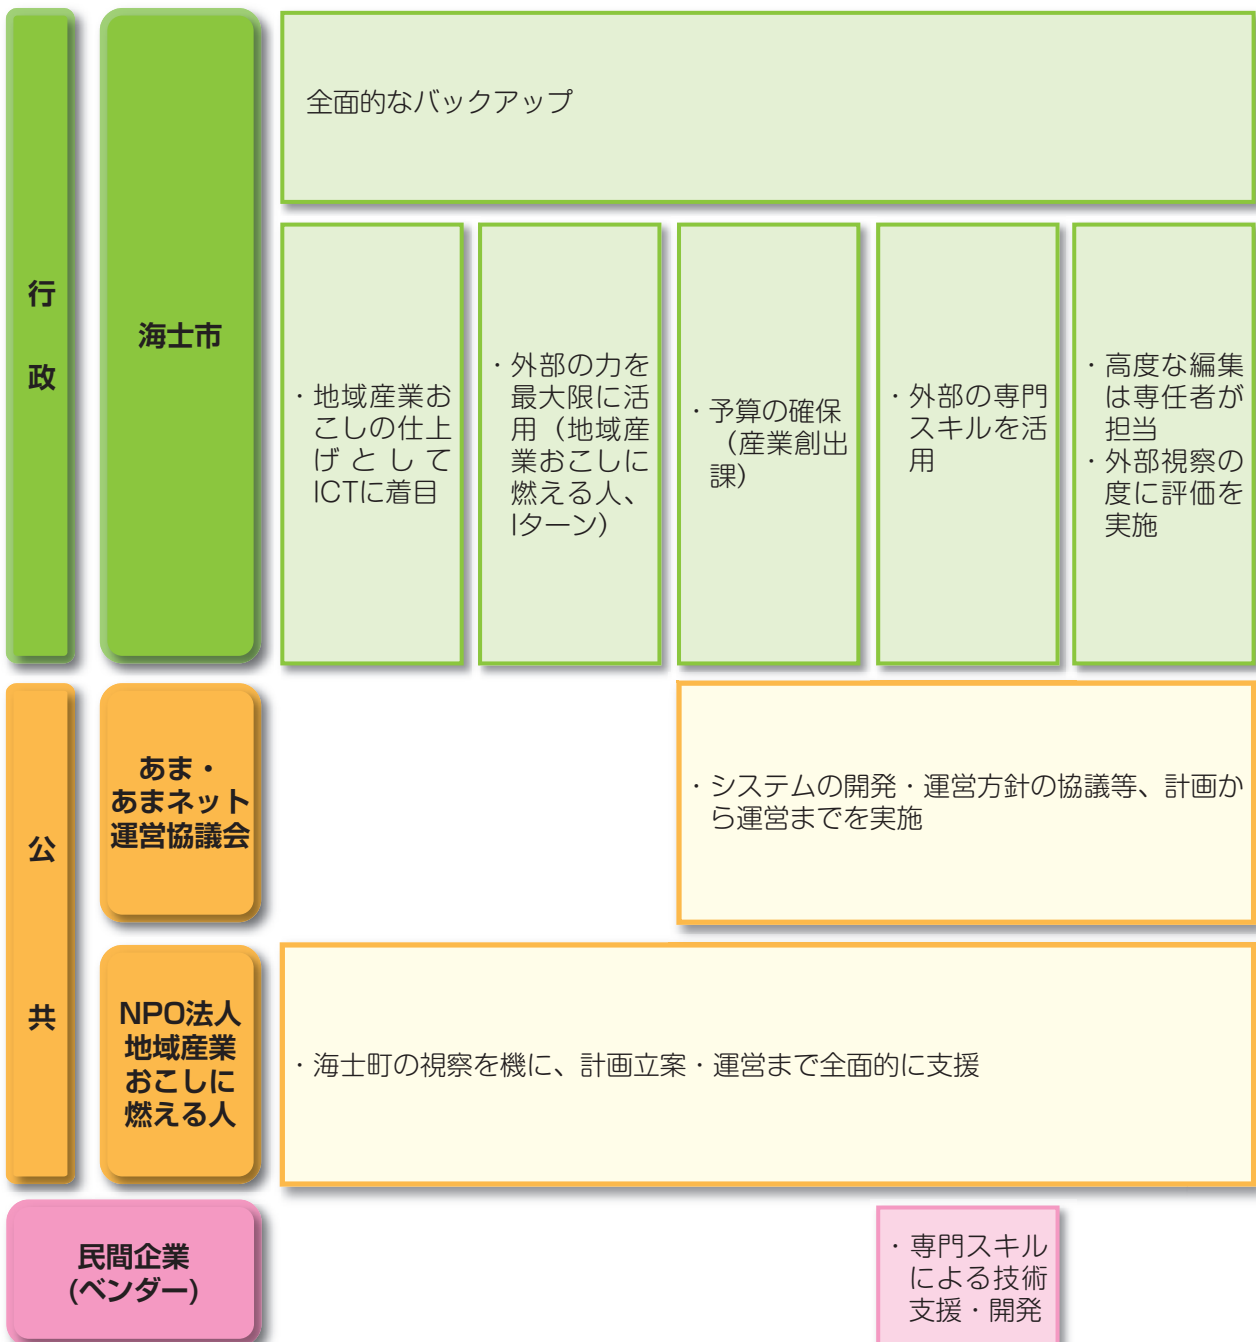 行政
海士市
全面的なバックアップ
・地域産業お
こしの仕上
げとして
ICTに着目
・外部の力を
最大限に活
用（地域産
業おこしに
燃える人、
Iターン）
・予算の確保
（産業創出
課）
・外部の専門
スキルを活
用
・高度な編集
は専任者が
担当
・外部視察の
度に評価を
実施
公共
あま・
あまネット
運営協議会
・システムの開発・運営方針の協議等、計画か
ら運営までを実施
NPO法人
地域産業
おこしに
燃える人
・海士町の視察を機に、計画立案・運営まで全面的に支援
民間企業
(ベンダー)
・専門スキル
による技術
支援・開発